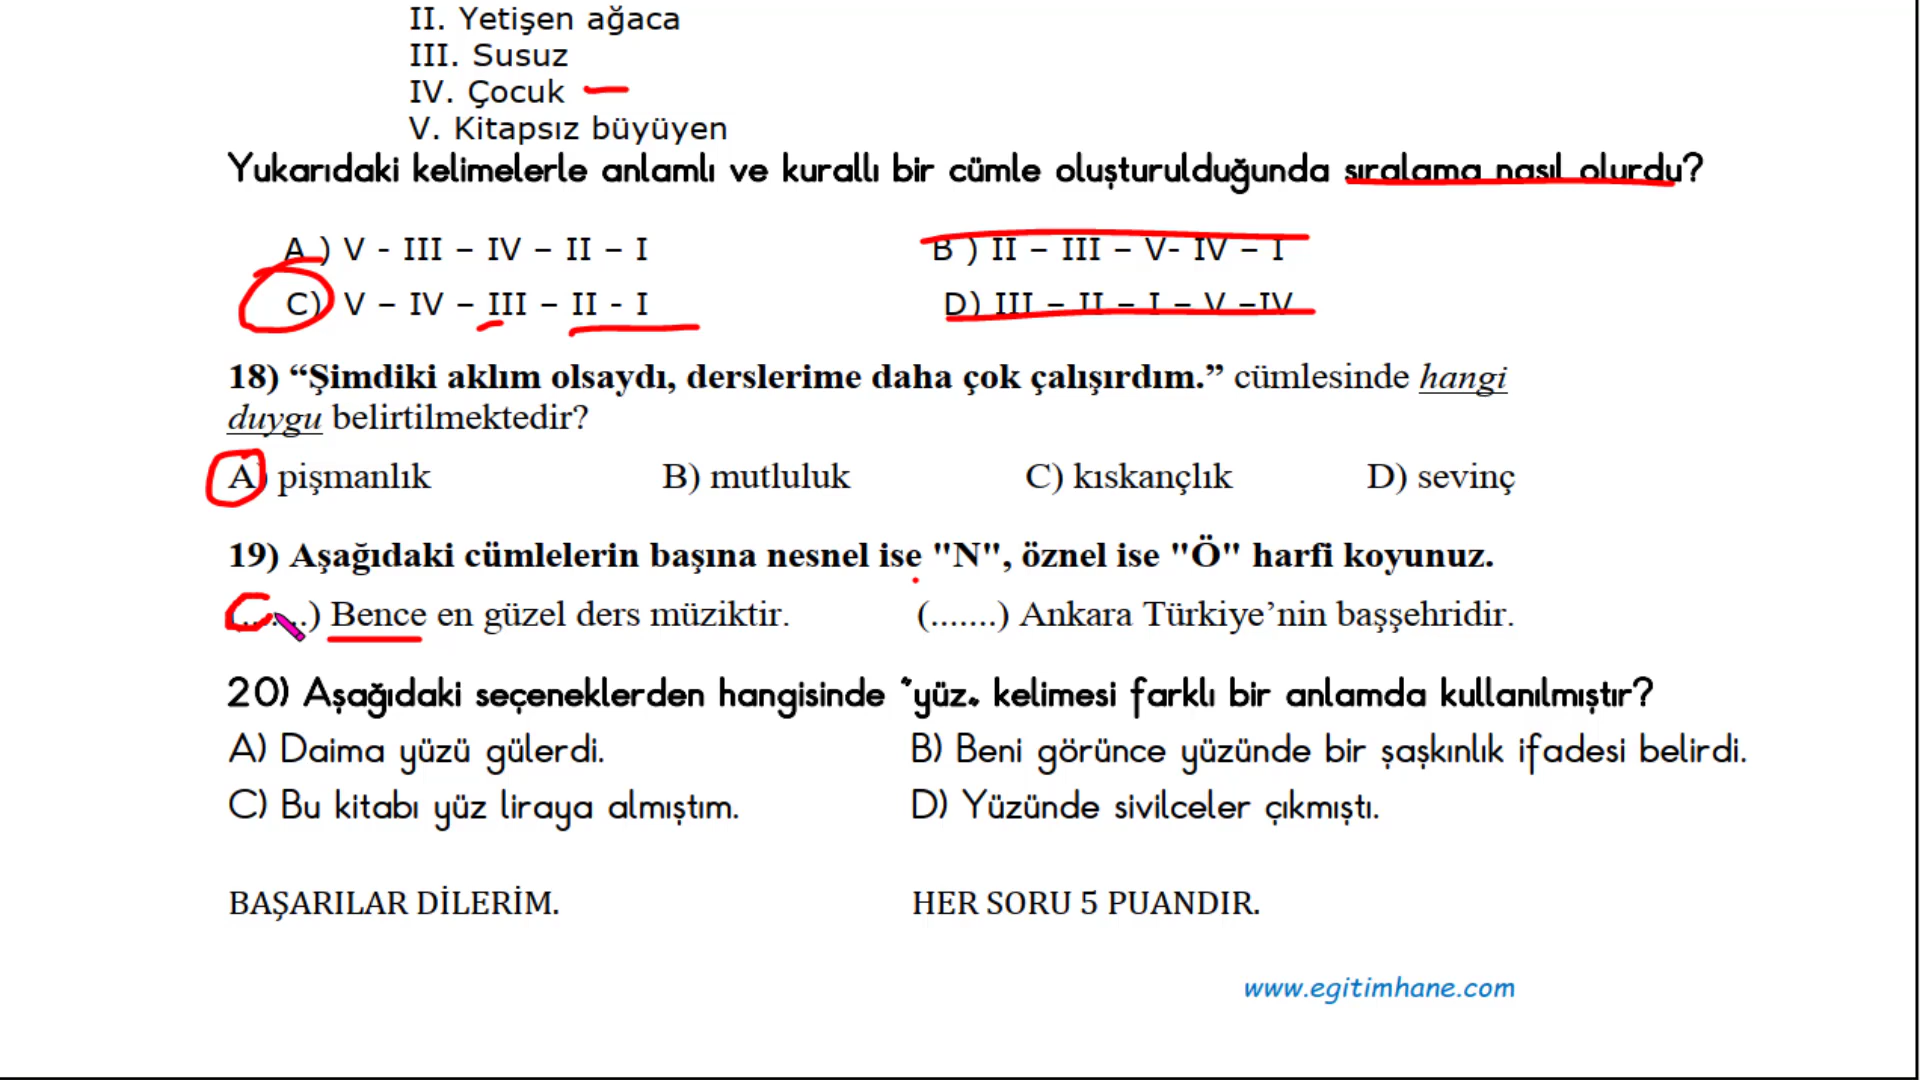 II. Yetişen ağaca
III. Susuz
IV. Çocuk
V. Kitapsız büyüyen
Yukarıdaki kelimelerle anlamlı ve kurallı bir cümle oluşturulduğunda sıralama nasıl olurdu?
A ) V - III – IV – II – I
B ) II – III – V- IV – I
C) V – IV – III – II - I
D) III – II – I – V –IV
18) “Şimdiki aklım olsaydı, derslerime daha çok çalışırdım.” cümlesinde hangi
duygu belirtilmektedir?
A) pişmanlık B) mutluluk C) kıskançlık D) sevinç
19) Aşağıdaki cümlelerin başına nesnel ise "N", öznel ise "Ö" harfi koyunuz.
(.......) Bence en güzel ders müziktir. (.......) Ankara Türkiye’nin başşehridir.
20) Aşağıdaki seçeneklerden hangisinde “yüz” kelimesi farklı bir anlamda kullanılmıştır?
A) Daima yüzü gülerdi. B) Beni görünce yüzünde bir şaşkınlık ifadesi belirdi.
C) Bu kitabı yüz liraya almıştım. D) Yüzünde sivilceler çıkmıştı.
BAŞARILAR DİLERİM. HER SORU 5 PUANDIR.
www.egitimhane.com